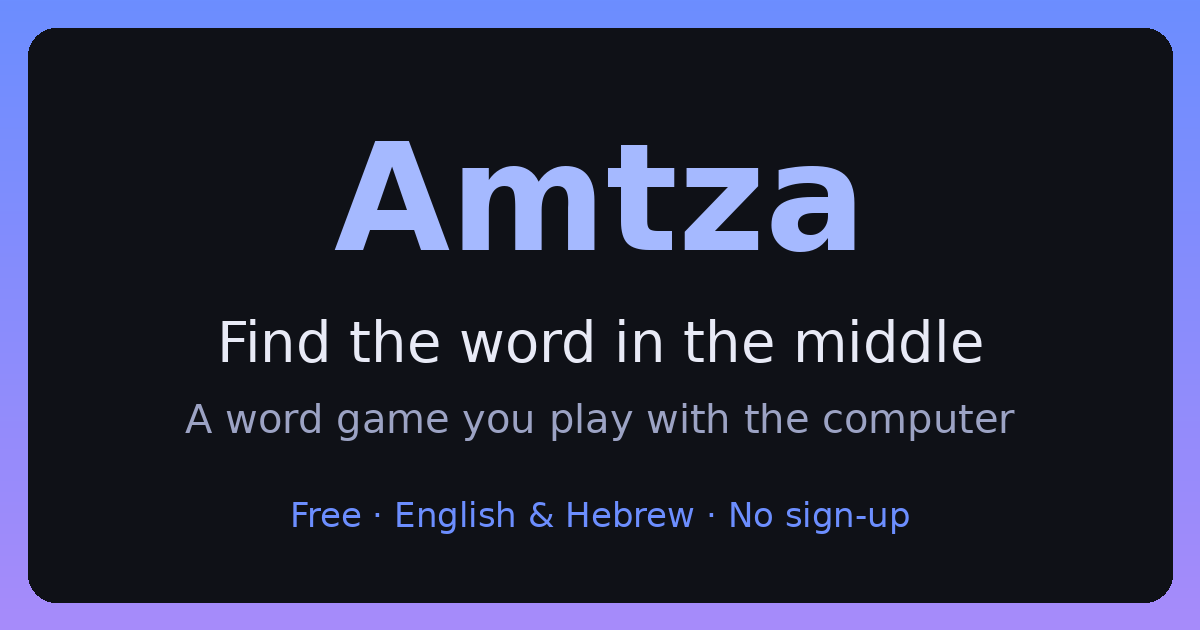 Amtza
Find the word in the middle
A word game you play with the computer
Free · English & Hebrew · No sign-up